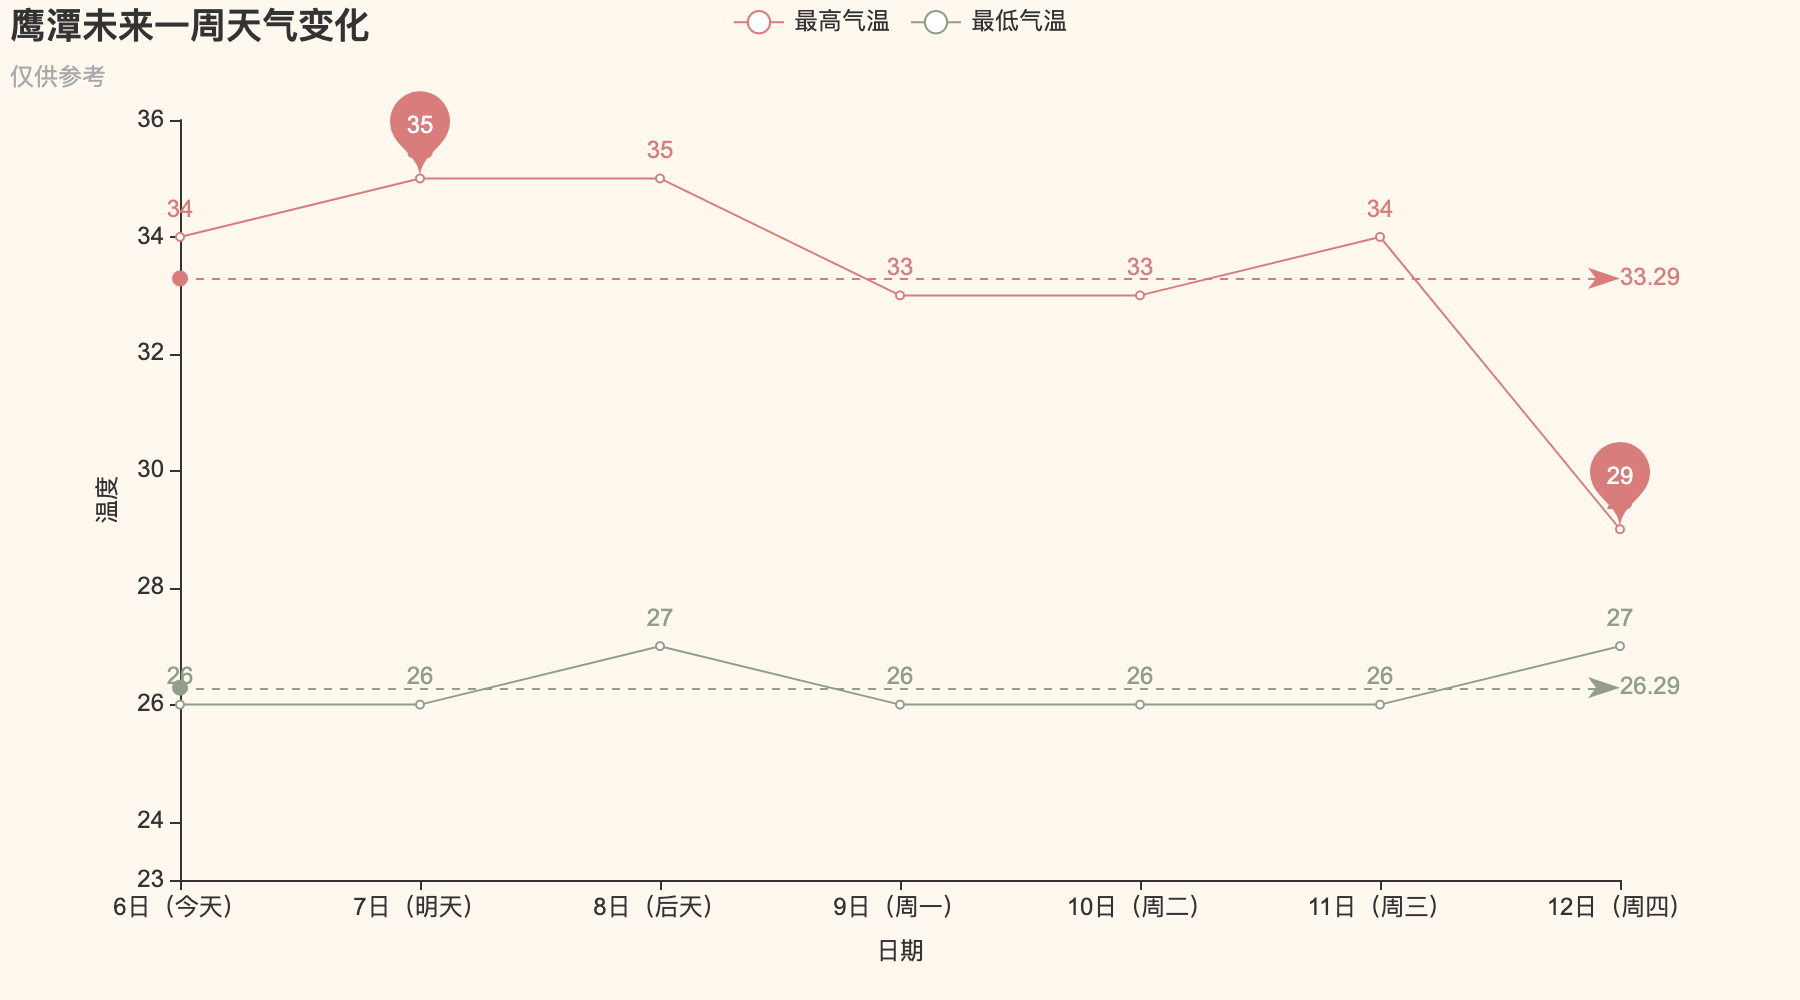 鹰潭未来一周天气变化
仅供参考
最高气温
最低气温
36
34
32
30
28
26
24
23
温度
34
35
35
33
33
34
29
33.29
26
26
27
26
26
26
27
26.29
6日（今天）
7日（明天）
8日（后天）
9日（周一）
10日（周二）
11日（周三）
12日（周四）
日期